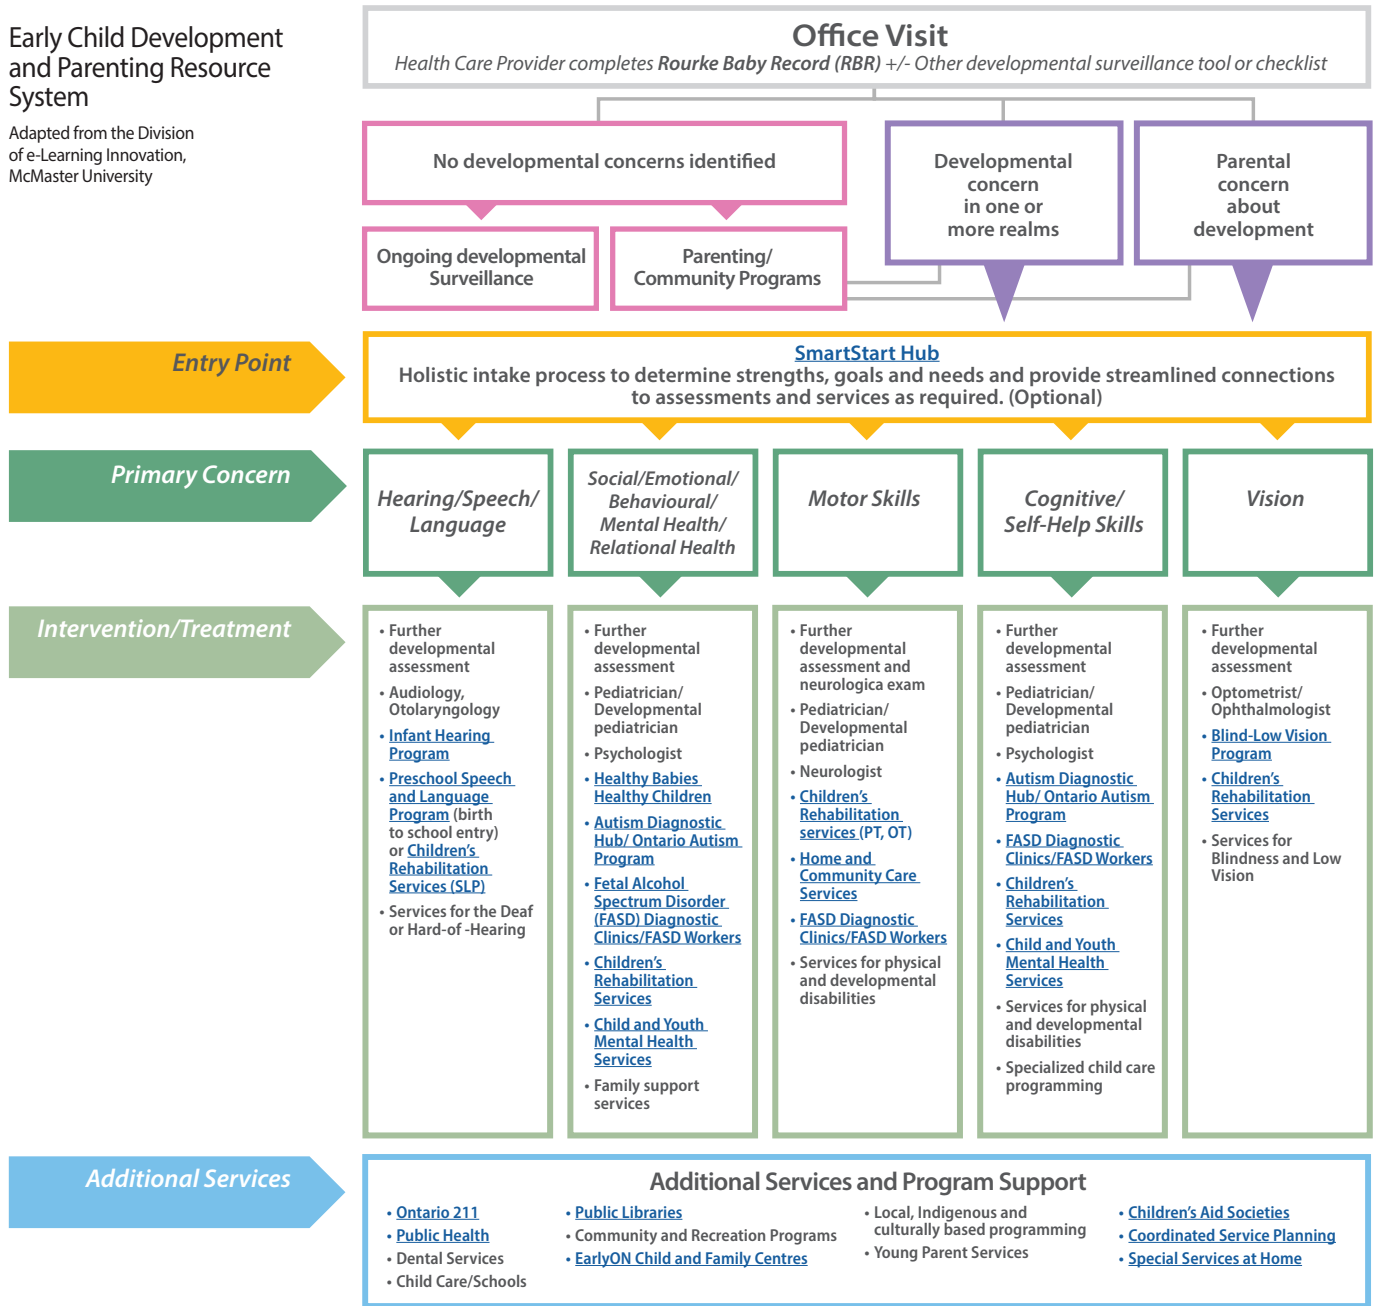 Early Child Development
and Parenting Resource
System
Adapted from the Division
of e-Learning Innovation,
McMaster University
Office Visit
Health Care Provider completes Rourke Baby Record (RBR) +/- Other developmental surveillance tool or checklist
No developmental concerns identified
Developmental
concern
in one or
more realms
Parental
concern
about
development
Ongoing developmental
Surveillance
Parenting/
Community Programs
Entry Point
SmartStart Hub
Holistic intake process to determine strengths, goals and needs and provide streamlined connections
to assessments and services as required. (Optional)
Primary Concern
Hearing/Speech/
Language
Social/Emotional/
Behavioural/
Mental Health/
Relational Health
Motor Skills
Cognitive/
Self-Help Skills
Vision
Intervention/Treatment
• Further
developmental
assessment
• Audiology,
Otolaryngology
• Infant Hearing
Program
• Preschool Speech
and Language
Program (birth
to school entry)
or Children's
Rehabilitation
Services (SLP)
• Services for the Deaf
or Hard-of -Hearing
• Further
developmental
assessment
• Pediatrician/
Developmental
pediatrician
• Psychologist
• Healthy Babies
Healthy Children
• Autism Diagnostic
Hub/ Ontario Autism
Program
• Fetal Alcohol
Spectrum Disorder
(FASD) Diagnostic
Clinics/FASD Workers
• Children's
Rehabilitation
Services
• Child and Youth
Mental Health
Services
• Family support
services
• Further
developmental
assessment and
neurologica exam
• Pediatrician/
Developmental
pediatrician
• Neurologist
• Children's
Rehabilitation
services (PT, OT)
• Home and
Community Care
Services
• FASD Diagnostic
Clinics/FASD Workers
• Services for physical
and developmental
disabilities
• Further
developmental
assessment
• Pediatrician/
Developmental
pediatrician
• Psychologist
• Autism Diagnostic
Hub/ Ontario Autism
Program
• FASD Diagnostic
Clinics/FASD Workers
• Children's
Rehabilitation
Services
• Child and Youth
Mental Health
Services
• Services for physical
and developmental
disabilities
• Specialized child care
programming
• Further
developmental
assessment
• Optometrist/
Ophthalmologist
• Blind-Low Vision
Program
• Children's
Rehabilitation
Services
• Services for
Blindness and Low
Vision
Additional Services
Additional Services and Program Support
• Ontario 211
• Public Health
• Dental Services
• Child Care/Schools
• Public Libraries
• Community and Recreation Programs
• EarlyON Child and Family Centres
• Local, Indigenous and
culturally based programming
• Young Parent Services
• Children's Aid Societies
• Coordinated Service Planning
• Special Services at Home